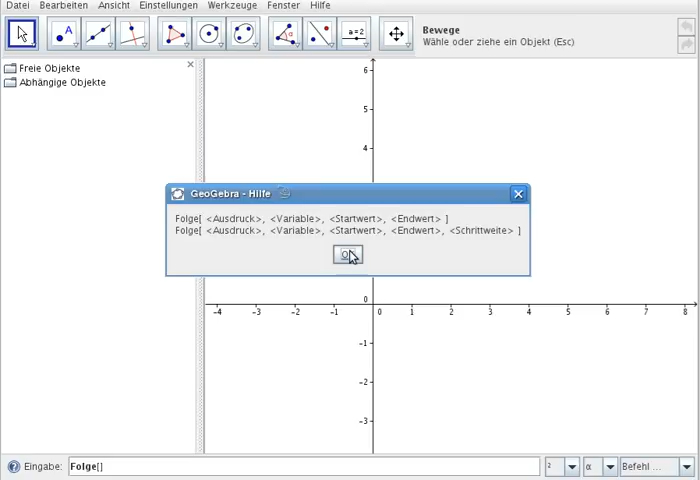 Datei Bearbeiten Ansicht Einstellungen Werkzeuge Fenster Hilfe
A
α
a=2
Bewege
Wähle oder ziehe ein Objekt (Esc)
Freie Objekte
Abhängige Objekte
6
5
4
GeoGebra - Hilfe
Folge[ <Ausdruck>, <Variable>, <Startwert>, <Endwert> ]
Folge[ <Ausdruck>, <Variable>, <Startwert>, <Endwert>, <Schrittweite> ]
0
-4 -3 -2 -1 0 1 2 3 4 5 6 7 8
-1
-2
-3
Eingabe: Folge[] ² α Befehl ...